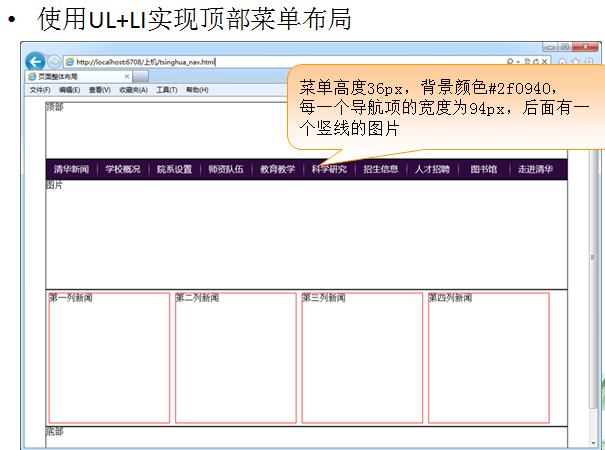 • 使用UL+LI实现顶部菜单布局
http://localhost:6708/上机/tsinghua_nav.html
页面整体布局
文件(F) 编辑(E) 查看(V) 收藏夹(A) 工具(T) 帮助(H)
菜单高度36px，背景颜色#2f0940，
每一个导航项的宽度为94px，后面有一
个竖线的图片
顶部
清华新闻 学校概况 院系设置 师资队伍 教育教学 科学研究 招生信息 人才招聘 图书馆 走进清华
图片
第一列新闻 第二列新闻 第三列新闻 第四列新闻
底部